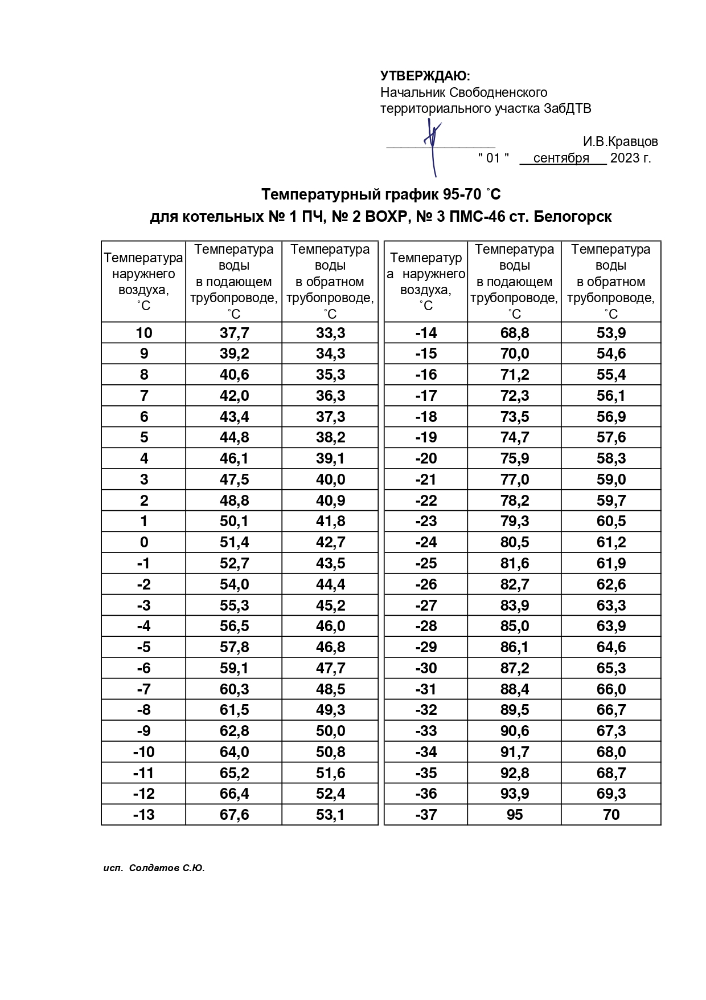 УТВЕРЖДАЮ:
Начальник Свободненского
территориального участка ЗабДТВ
И.В.Кравцов
" 01 " сентября 2023 г.
Температурный график 95-70 ˚С
для котельных № 1 ПЧ, № 2 ВОХР, № 3 ПМС-46 ст. Белогорск
Температура наружнего воздуха, ˚С | Температура воды в подающем трубопроводе, ˚С | Температура воды в обратном трубопроводе, ˚С | Температур а наружнего воздуха, ˚С | Температура воды в подающем трубопроводе, ˚С | Температура воды в обратном трубопроводе, ˚С
10 37,7 33,3 -14 68,8 53,9
9 39,2 34,3 -15 70,0 54,6
8 40,6 35,3 -16 71,2 55,4
7 42,0 36,3 -17 72,3 56,1
6 43,4 37,3 -18 73,5 56,9
5 44,8 38,2 -19 74,7 57,6
4 46,1 39,1 -20 75,9 58,3
3 47,5 40,0 -21 77,0 59,0
2 48,8 40,9 -22 78,2 59,7
1 50,1 41,8 -23 79,3 60,5
0 51,4 42,7 -24 80,5 61,2
-1 52,7 43,5 -25 81,6 61,9
-2 54,0 44,4 -26 82,7 62,6
-3 55,3 45,2 -27 83,9 63,3
-4 56,5 46,0 -28 85,0 63,9
-5 57,8 46,8 -29 86,1 64,6
-6 59,1 47,7 -30 87,2 65,3
-7 60,3 48,5 -31 88,4 66,0
-8 61,5 49,3 -32 89,5 66,7
-9 62,8 50,0 -33 90,6 67,3
-10 64,0 50,8 -34 91,7 68,0
-11 65,2 51,6 -35 92,8 68,7
-12 66,4 52,4 -36 93,9 69,3
-13 67,6 53,1 -37 95 70
исп. Солдатов С.Ю.